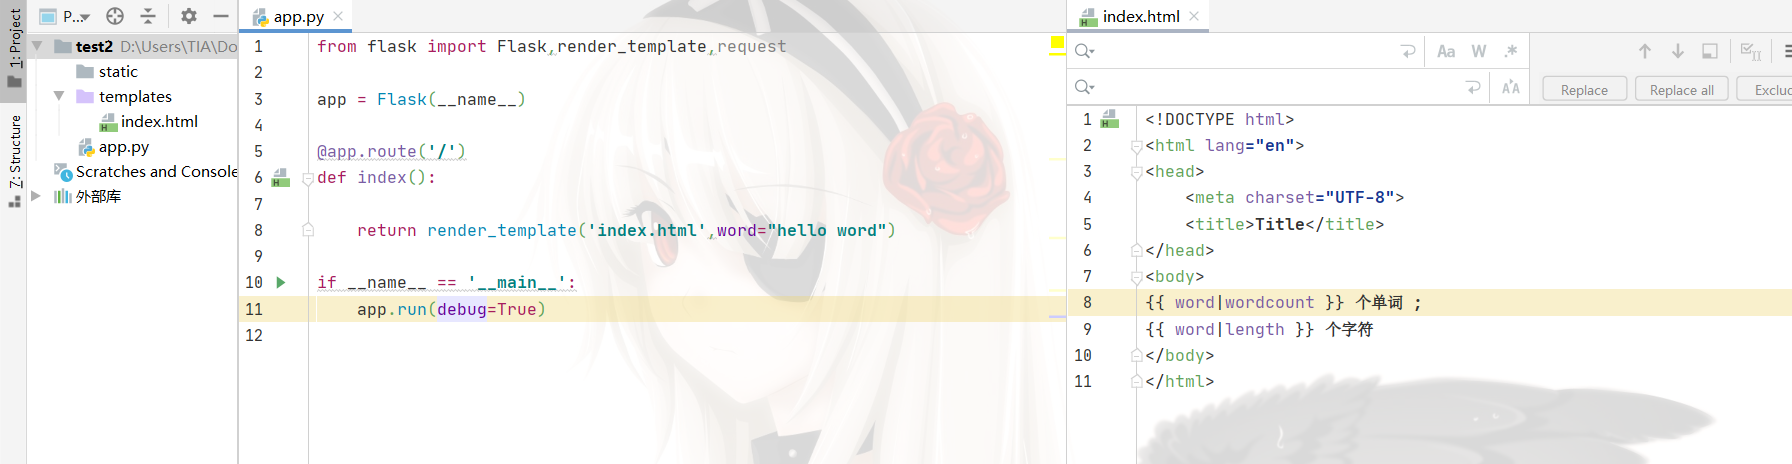 1: Project
7: Structure
P...
test2 D:\Users\TIA\Do
static
templates
index.html
app.py
Scratches and Console
外部库
app.py
1 from flask import Flask,render_template,request
2
3 app = Flask(__name__)
4
5 @app.route('/')
6 def index():
7
8 return render_template('index.html',word="hello word")
9
10 if __name__ == '__main__':
11 app.run(debug=True)
12
index.html
Aa W .*
Replace Replace all Exclud
1 <!DOCTYPE html>
2 <html lang="en">
3 <head>
4 <meta charset="UTF-8">
5 <title>Title</title>
6 </head>
7 <body>
8 {{ word|wordcount }} 个单词 ;
9 {{ word|length }} 个字符
10 </body>
11 </html>